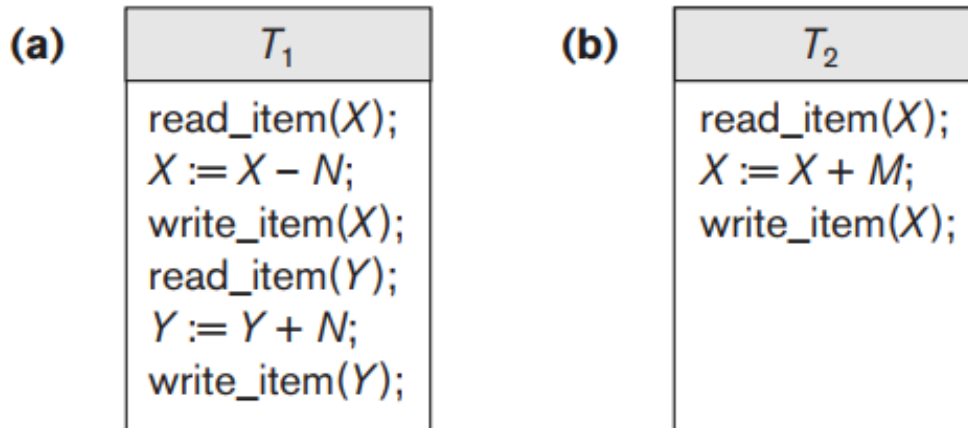 (a)
T₁
read_item(X);
X := X – N;
write_item(X);
read_item(Y);
Y := Y + N;
write_item(Y);
(b)
T₂
read_item(X);
X := X + M;
write_item(X);